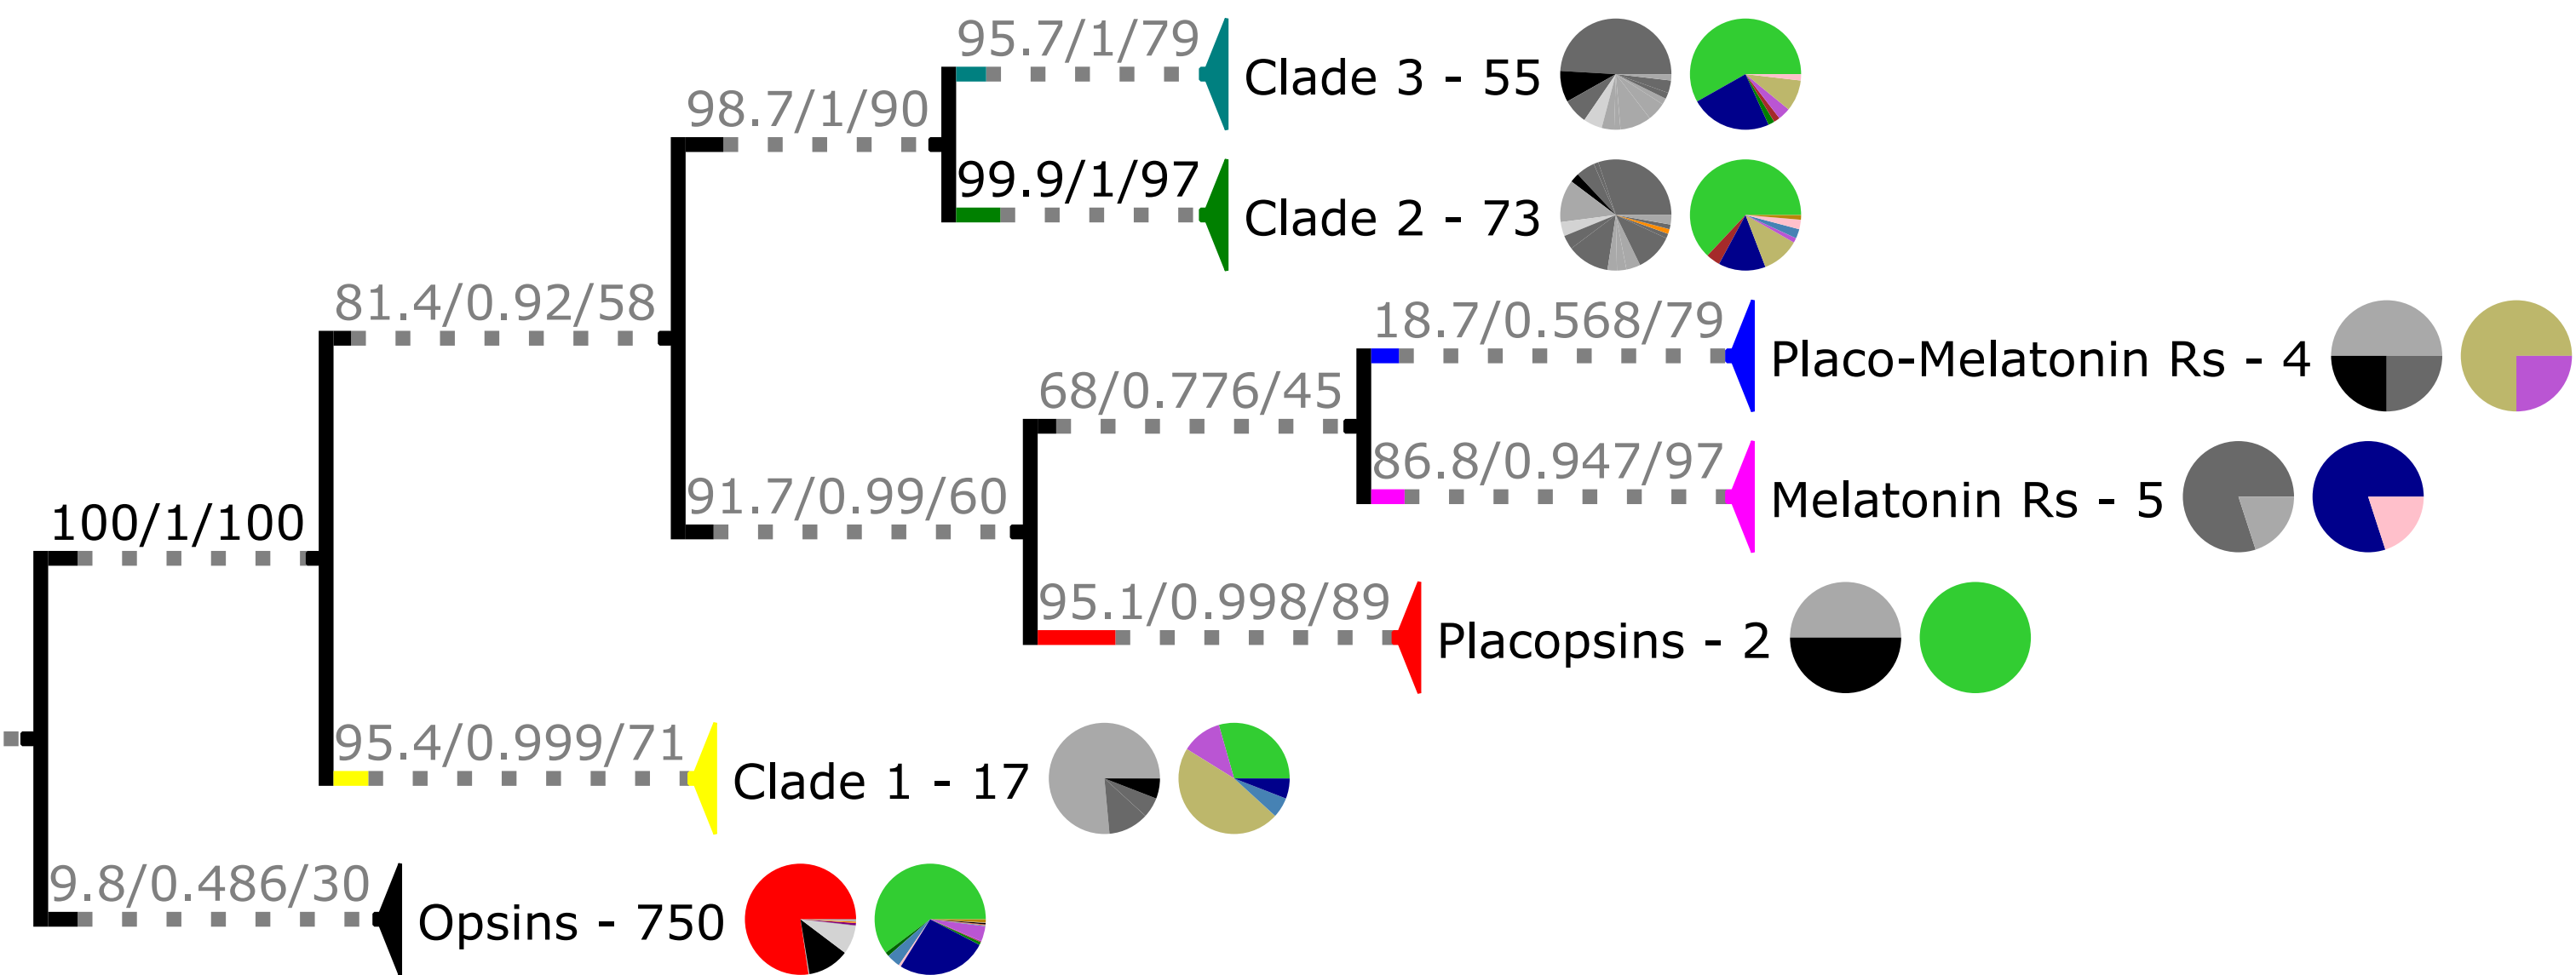 95.7/1/79
Clade 3 - 55
98.7/1/90
99.9/1/97
Clade 2 - 73
81.4/0.92/58
18.7/0.568/79
Placo-Melatonin Rs - 4
68/0.776/45
86.8/0.947/97
Melatonin Rs - 5
91.7/0.99/60
100/1/100
95.1/0.998/89
Placopsins - 2
95.4/0.999/71
Clade 1 - 17
9.8/0.486/30
Opsins - 750